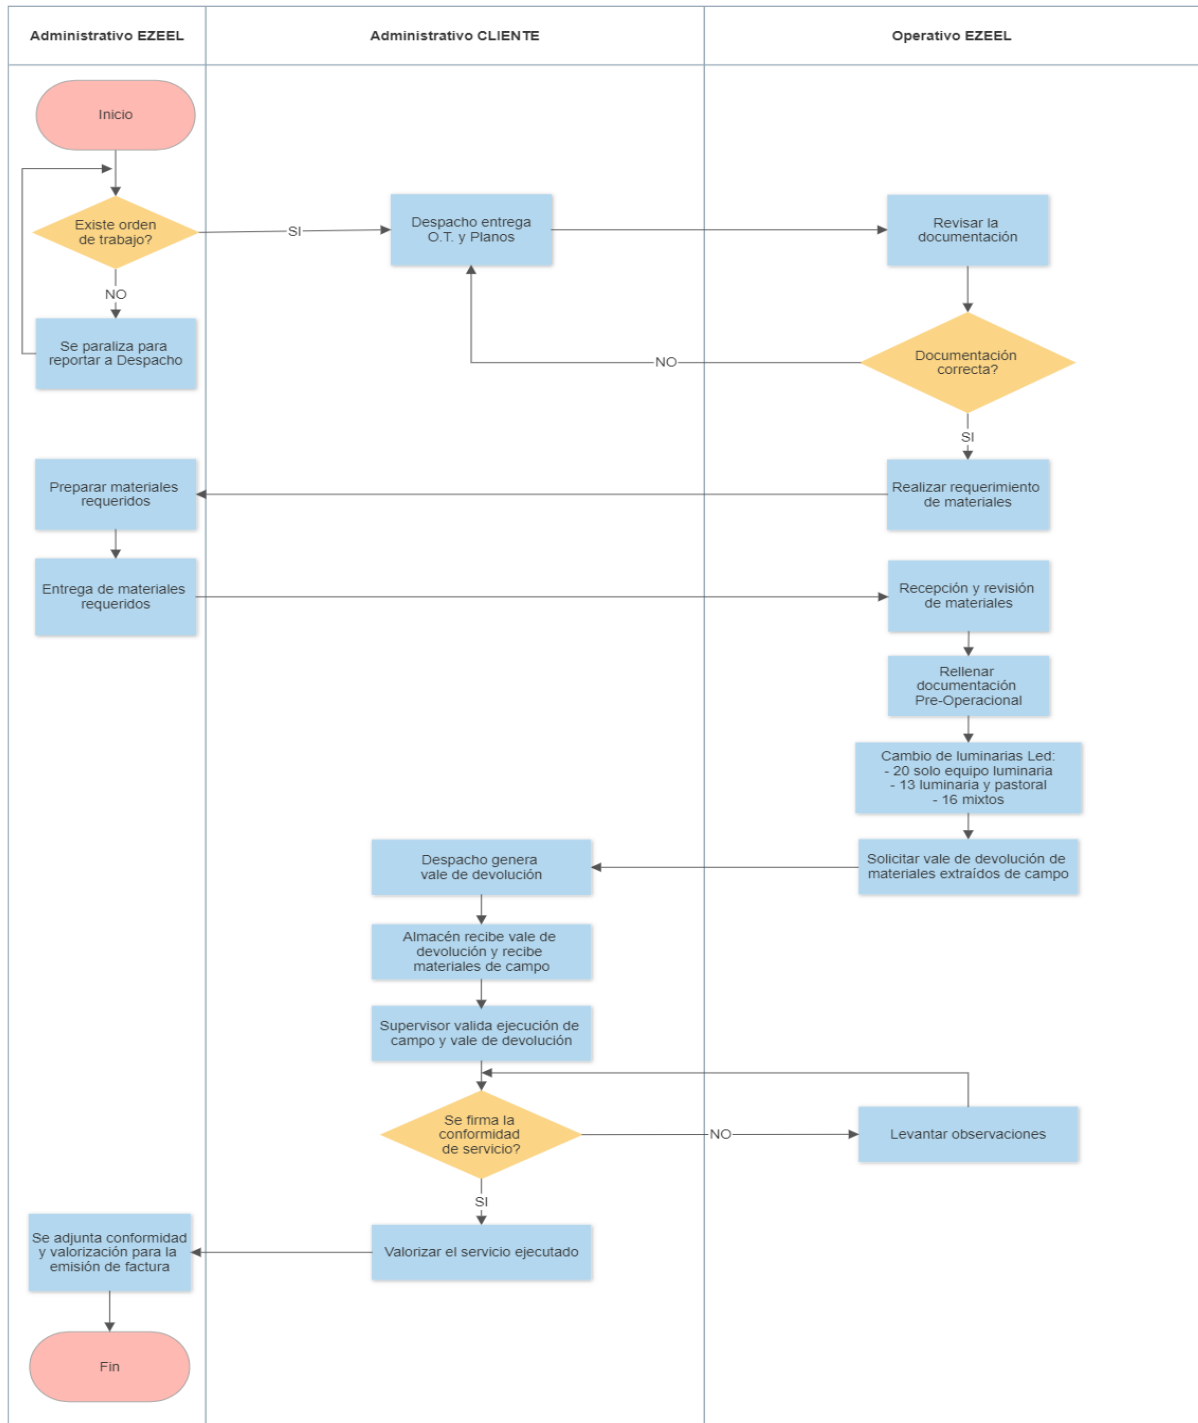 Administrativo EZEEL
Administrativo CLIENTE
Operativo EZEEL
Inicio
Existe orden
de trabajo?
SI
Despacho entrega
O.T. y Planos
Revisar la
documentación
NO
Se paraliza para
reportar a Despacho
NO
Documentación
correcta?
SI
Preparar materiales
requeridos
Realizar requerimiento
de materiales
Entrega de materiales
requeridos
Recepción y revisión
de materiales
Rellenar
documentación
Pre-Operacional
Cambio de luminarias Led:
- 20 solo equipo luminaria
- 13 luminaria y pastoral
- 16 mixtos
Despacho genera
vale de devolución
Solicitar vale de devolución de
materiales extraídos de campo
Almacén recibe vale de
devolución y recibe
materiales de campo
Supervisor valida ejecución de
campo y vale de devolución
Se firma la
conformidad
de servicio?
NO
Levantar observaciones
SI
Se adjunta conformidad
y valorización para la
emisión de factura
Valorizar el servicio ejecutado
Fin